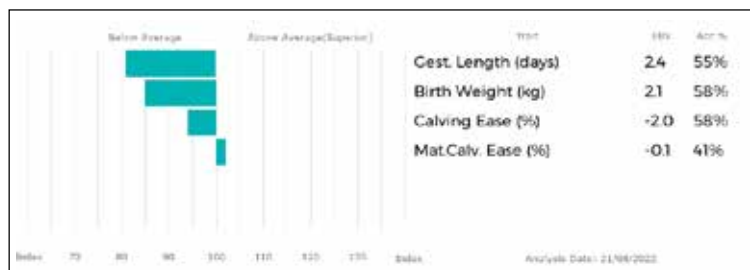 Below Average Above Average(Superior) Trait EBV Acc %
Gest. Length (days) 2.4 55%
Birth Weight (kg) 2.1 58%
Calving Ease (%) -2.0 58%
Mat.Calv. Ease (%) -0.1 41%
Index 70 80 90 100 110 120 130 Index Analysis Date: 21/04/2022